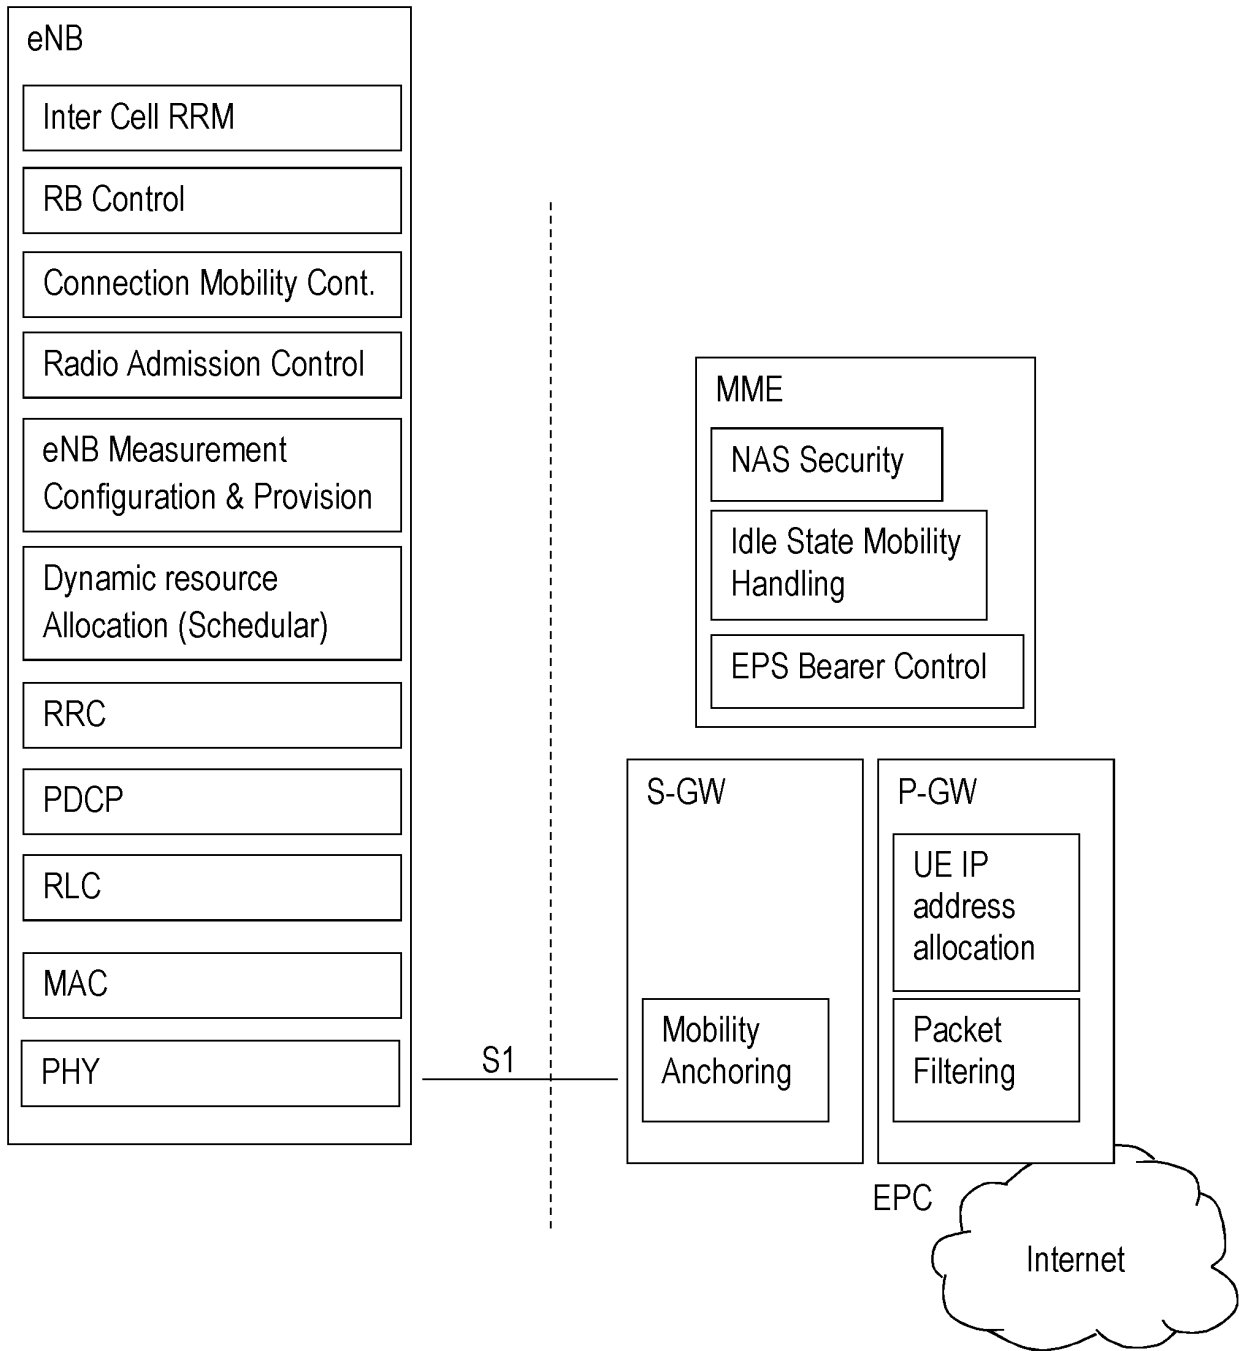 eNB
Inter Cell RRM
RB Control
Connection Mobility Cont.
Radio Admission Control
eNB Measurement
Configuration & Provision
Dynamic resource
Allocation (Schedular)
RRC
PDCP
RLC
MAC
PHY
S1
MME
NAS Security
Idle State Mobility
Handling
EPS Bearer Control
S-GW
Mobility
Anchoring
P-GW
UE IP
address
allocation
Packet
Filtering
EPC
Internet